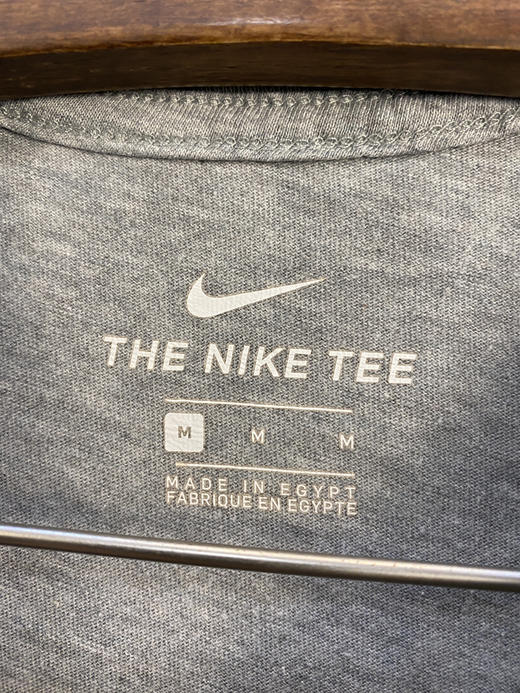 THE NIKE TEE
M M M
MADE IN EGYPT
FABRIQUE EN EGYPTE